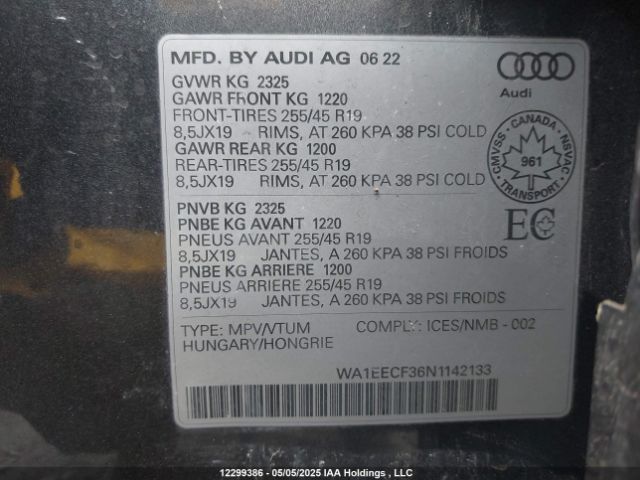 MFD. BY AUDI AG 06 22
Audi
GVWR KG 2325
GAWR FRONT KG 1220
FRONT-TIRES 255/45 R19
8,5JX19 RIMS, AT 260 KPA 38 PSI COLD
GAWR REAR KG 1200
REAR-TIRES 255/45 R19
8,5JX19 RIMS, AT 260 KPA 38 PSI COLD
CMVSS - CANADA - NSVAC
961
TRANSPORT
EC
PNVB KG 2325
PNBE KG AVANT 1220
PNEUS AVANT 255/45 R19
8,5JX19 JANTES, A 260 KPA 38 PSI FROIDS
PNBE KG ARRIERE 1200
PNEUS ARRIERE 255/45 R19
8,5JX19 JANTES, A 260 KPA 38 PSI FROIDS
TYPE: MPV/VTUM COMPL: ICES/NMB - 002
HUNGARY/HONGRIE
WA1EECF36N1142133
12299386 - 05/05/2025 IAA Holdings , LLC